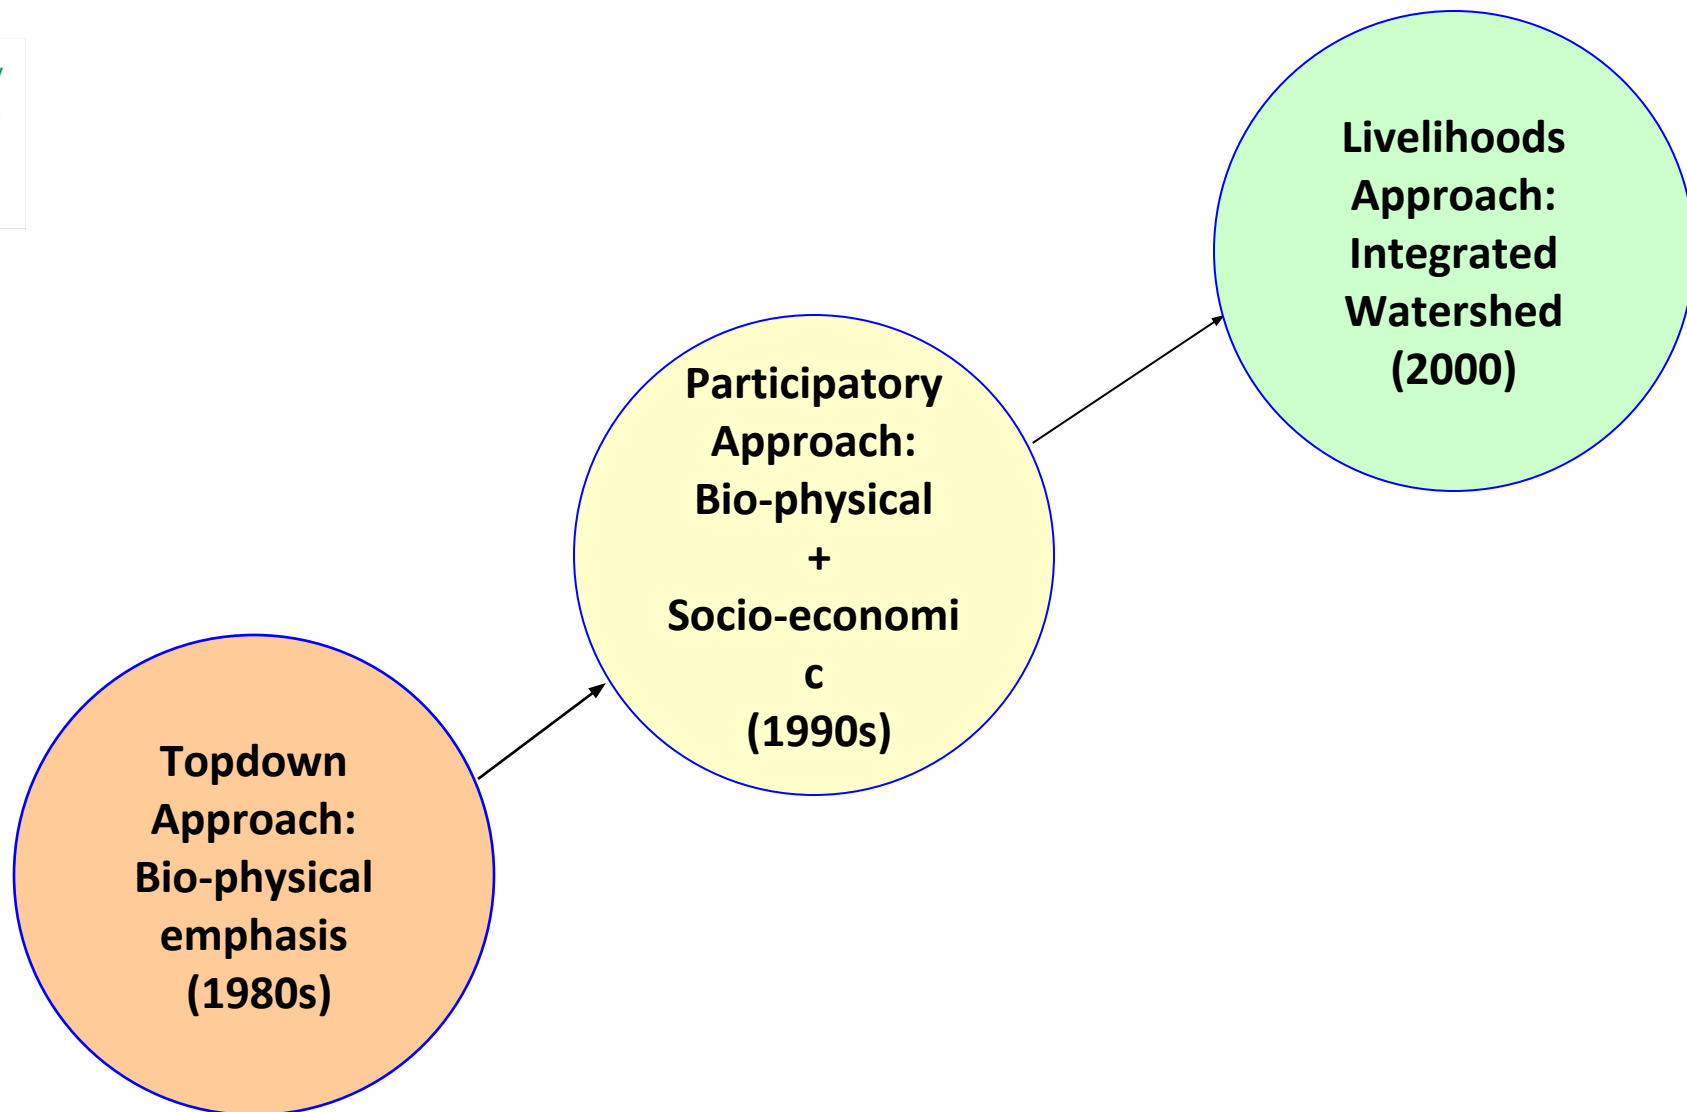 Livelihoods
Approach:
Integrated
Watershed
(2000)
Participatory
Approach:
Bio-physical
+
Socio-economi
c
(1990s)
Topdown
Approach:
Bio-physical
emphasis
(1980s)